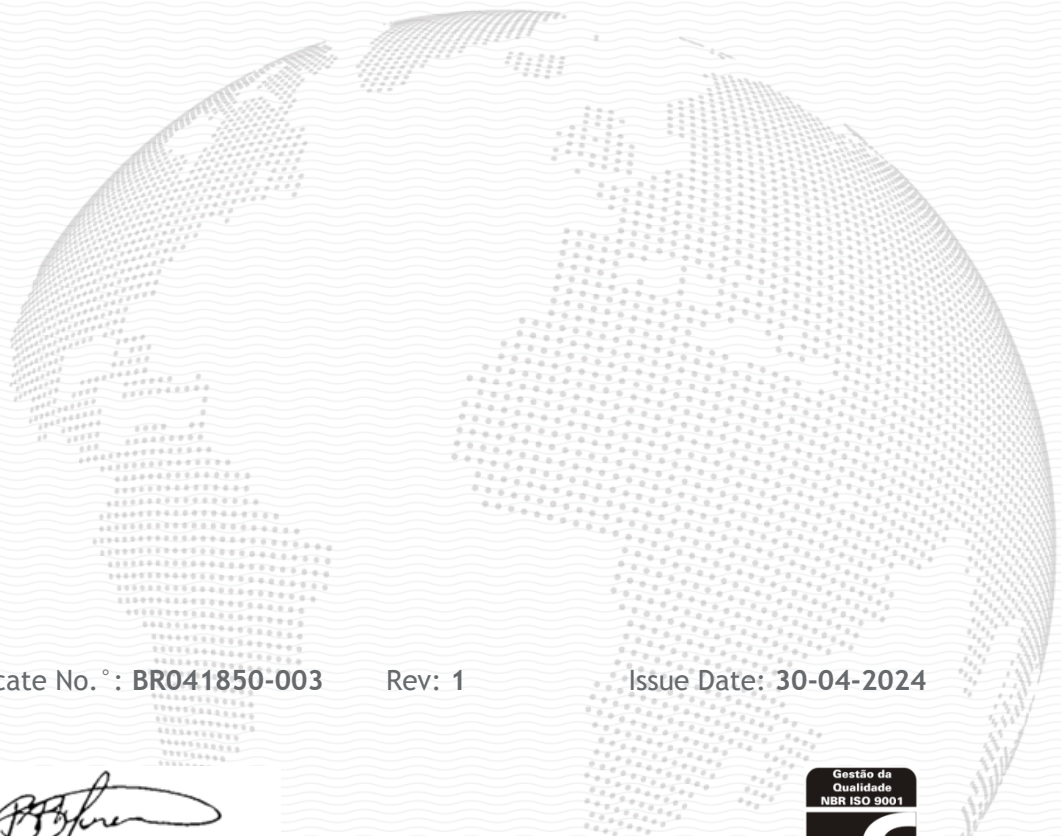 cate No.°: BR041850-003 Rev: 1 Issue Date: 30-04-2024
Gestão da
Qualidade
NBR ISO 9001